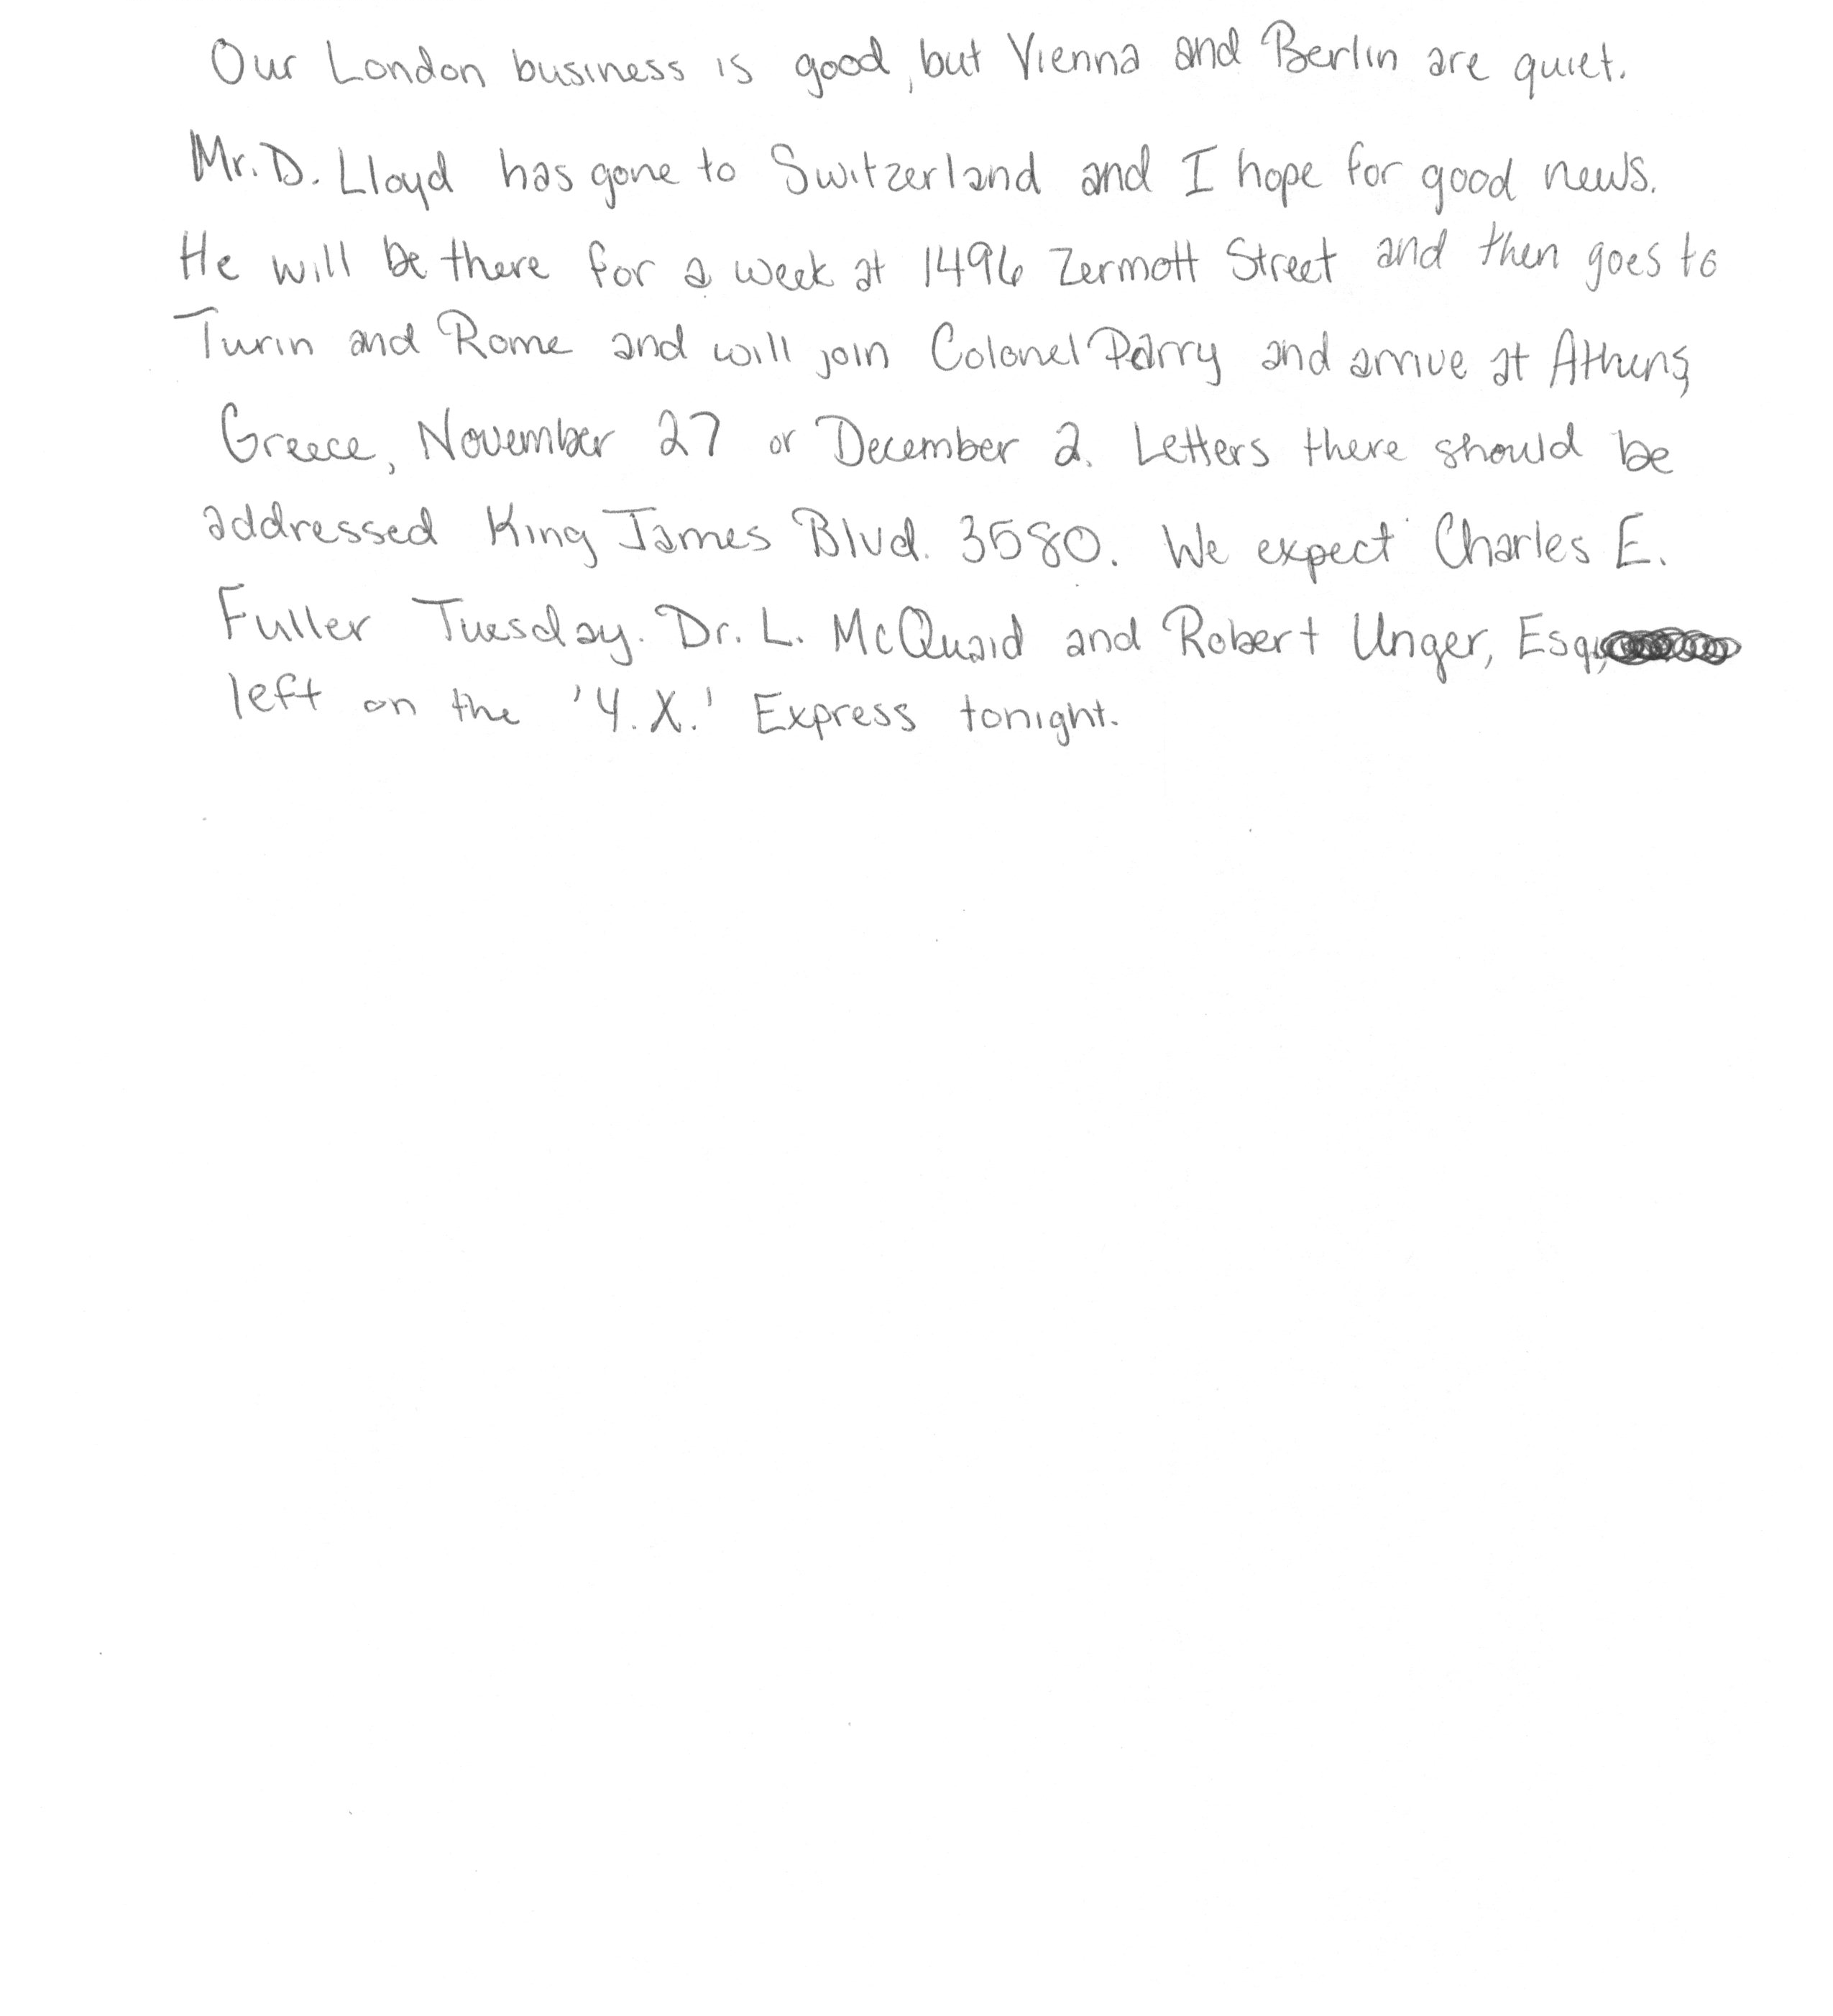 Our London business is good, but Vienna and Berlin are quiet.
Mr. D. Lloyd has gone to Switzerland and I hope for good news.
He will be there for a week at 1496 Zermott Street and then goes to
Turin and Rome and will join Colonel Parry and arrive at Athens,
Greece, November 27 or December 2. Letters there should be
addressed King James Blvd. 3580. We expect Charles E.
Fuller Tuesday. Dr. L. McQuaid and Robert Unger, Esq.,
left on the 'Y.X.' Express tonight.